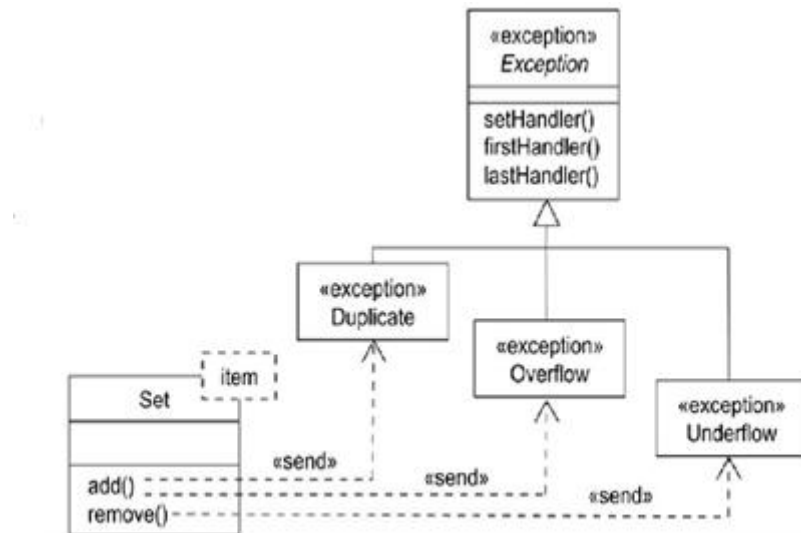 «exception»
Exception
setHandler()
firstHandler()
lastHandler()
«exception»
Duplicate
«exception»
Overflow
«exception»
Underflow
item
Set
add()
remove()
«send»
«send»
«send»